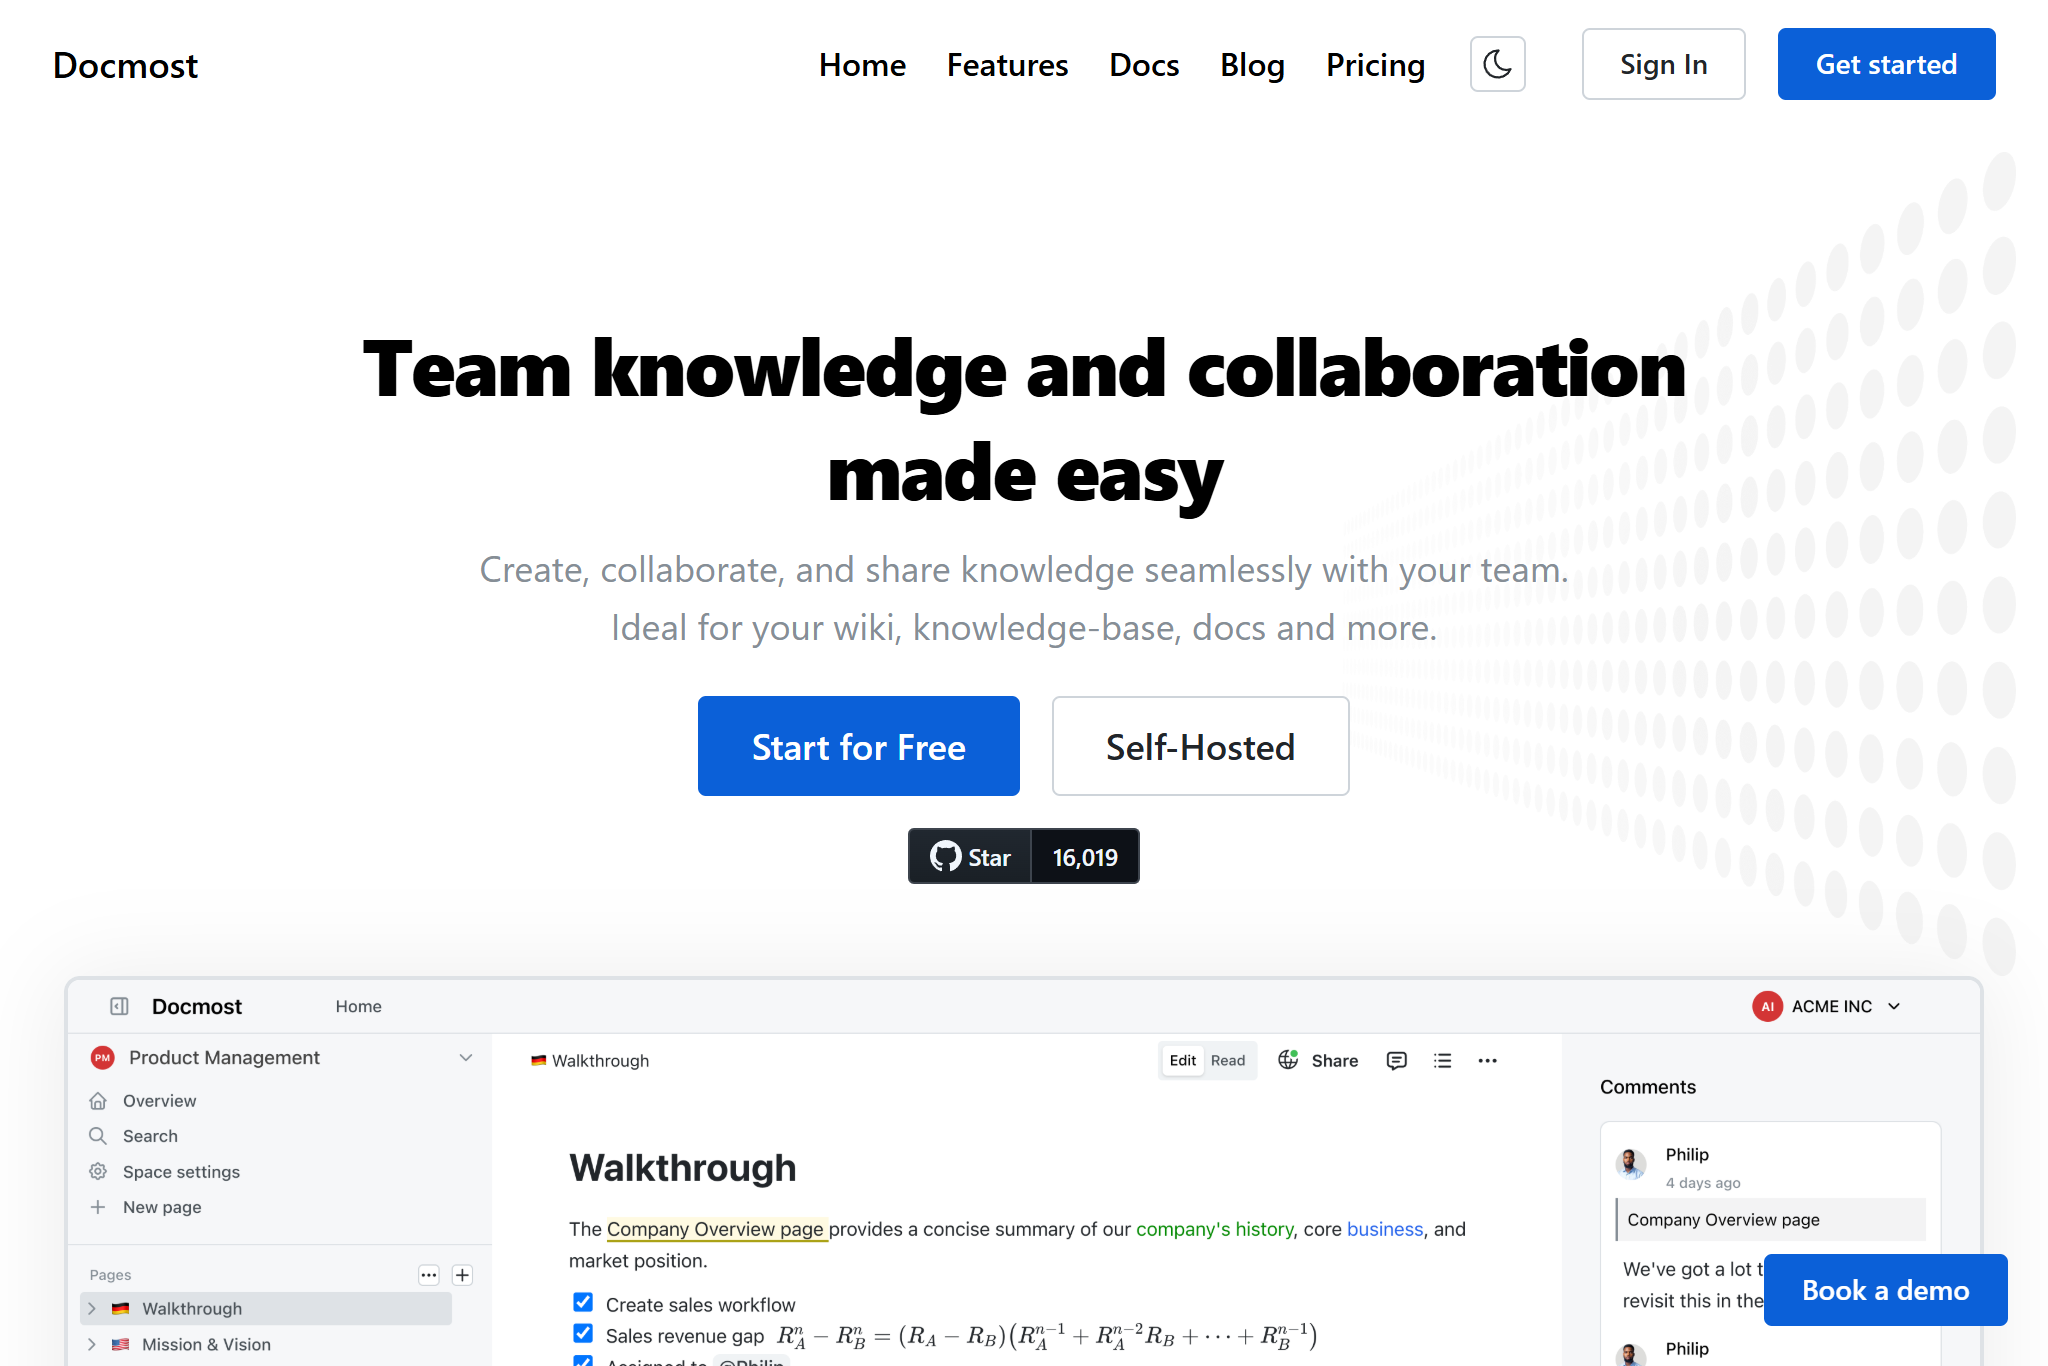 Docmost
Home Features Docs Blog Pricing Sign In Get started
Team knowledge and collaboration
made easy
Create, collaborate, and share knowledge seamlessly with your team.
Ideal for your wiki, knowledge-base, docs and more.
Start for Free Self-Hosted
Star 16,019
Docmost Home AI ACME INC
PM Product Management
Overview
Search
Space settings
New page
Pages
Walkthrough
Mission & Vision
Walkthrough Edit Read Share
Walkthrough
The Company Overview page provides a concise summary of our company's history, core business, and
market position.
Create sales workflow
Sales revenue gap $R_A^n - R_B^n = (R_A - R_B)(R_A^{n-1} + R_A^{n-2}R_B + \cdots + R_B^{n-1})$
Assigned to @Philip
Comments
Philip
4 days ago
Company Overview page
We've got a lot t
revisit this in the
Philip
Book a demo